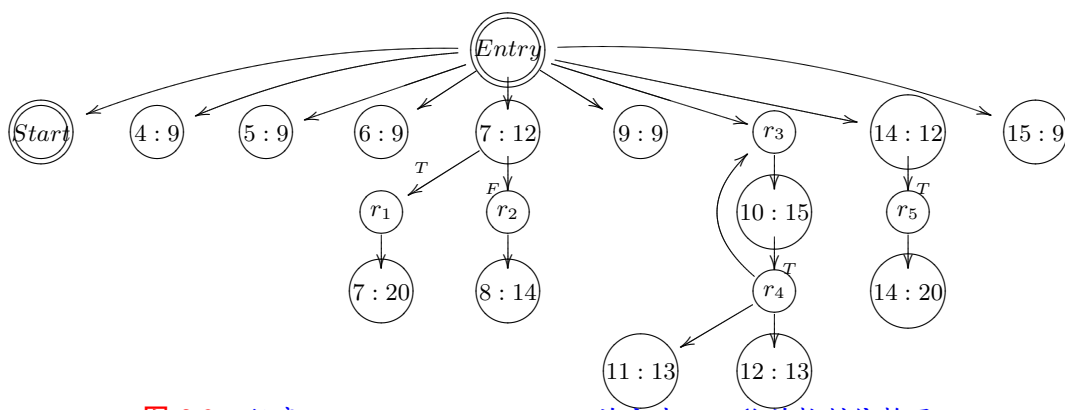 Entry
Start 4 : 9 5 : 9 6 : 9 7 : 12 9 : 9 r3 14 : 12 15 : 9
T F T
r1 r2 10 : 15 r5
T
7 : 20 8 : 14 r4 14 : 20
11 : 13 12 : 13